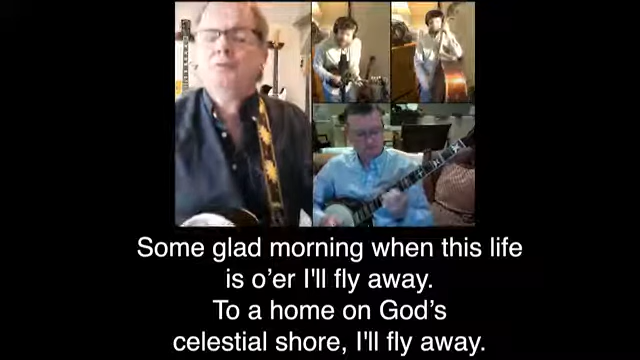 Some glad morning when this life
is o’er I'll fly away.
To a home on God’s
celestial shore, I'll fly away.